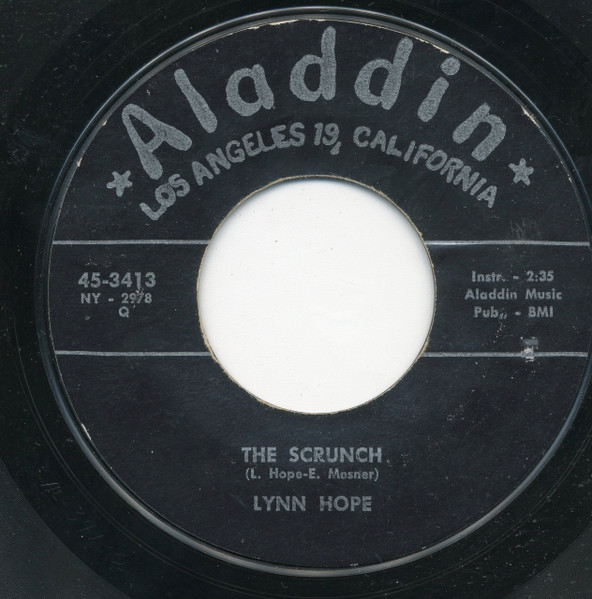 ★ Aladdin ★
LOS ANGELES 19, CALIFORNIA
45-3413
NY - 2978
Q
Instr. - 2:35
Aladdin Music
Pub. - BMI
THE SCRUNCH
(L. Hope-E. Mesner)
LYNN HOPE